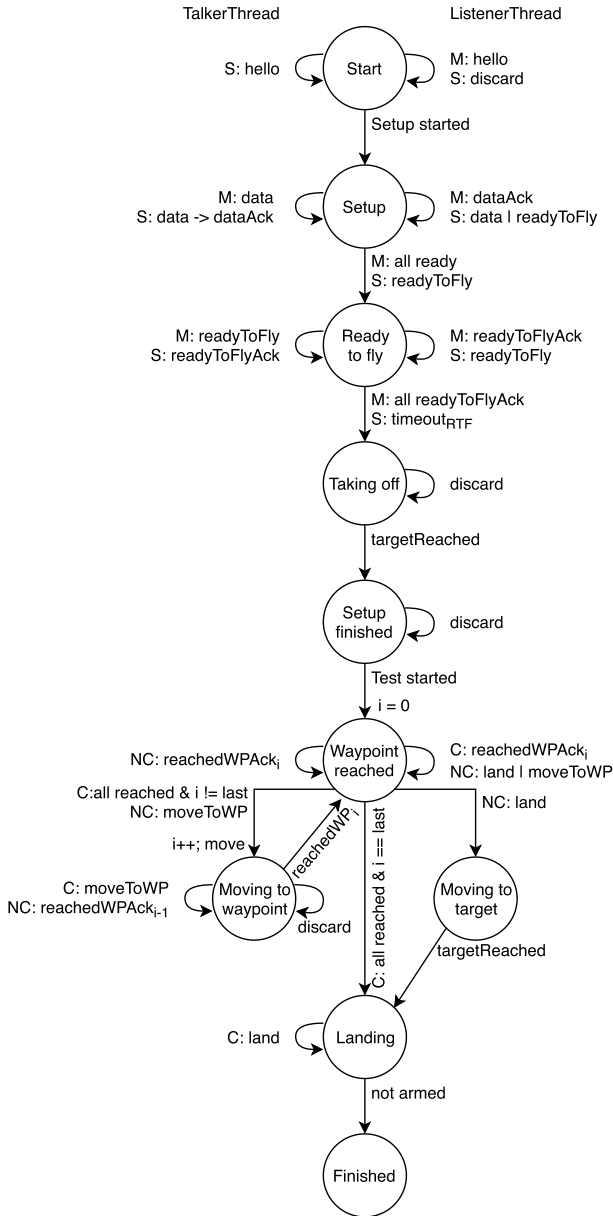 TalkerThread
ListenerThread
S: hello
Start
M: hello
S: discard
Setup started
M: data
S: data -> dataAck
Setup
M: dataAck
S: data | readyToFly
M: all ready
S: readyToFly
M: readyToFly
S: readyToFlyAck
Ready
to fly
M: readyToFlyAck
S: readyToFly
M: all readyToFlyAck
S: timeoutRTF
Taking off
discard
targetReached
Setup
finished
discard
Test started
i = 0
NC: reachedWPAcki
Waypoint
reached
C: reachedWPAcki
NC: land | moveToWP
C:all reached & i != last
NC: moveToWP
NC: land
i++; move
reachedWPi
C: all reached & i == last
C: moveToWP
NC: reachedWPAcki-1
Moving to
waypoint
discard
Moving to
target
targetReached
C: land
Landing
not armed
Finished